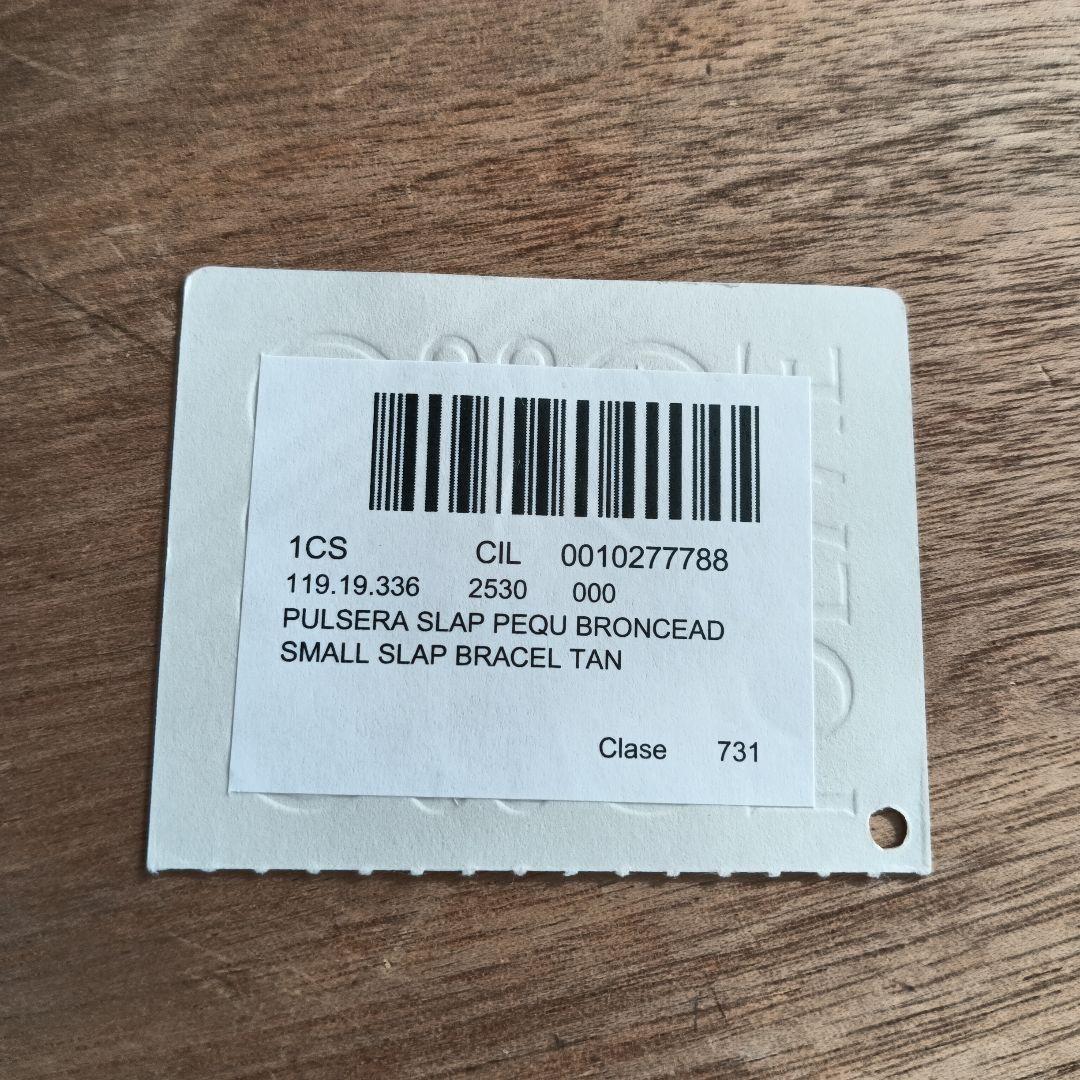 1CS CIL 0010277788
119.19.336 2530 000
PULSERA SLAP PEQU BRONCEAD
SMALL SLAP BRACEL TAN
Clase 731